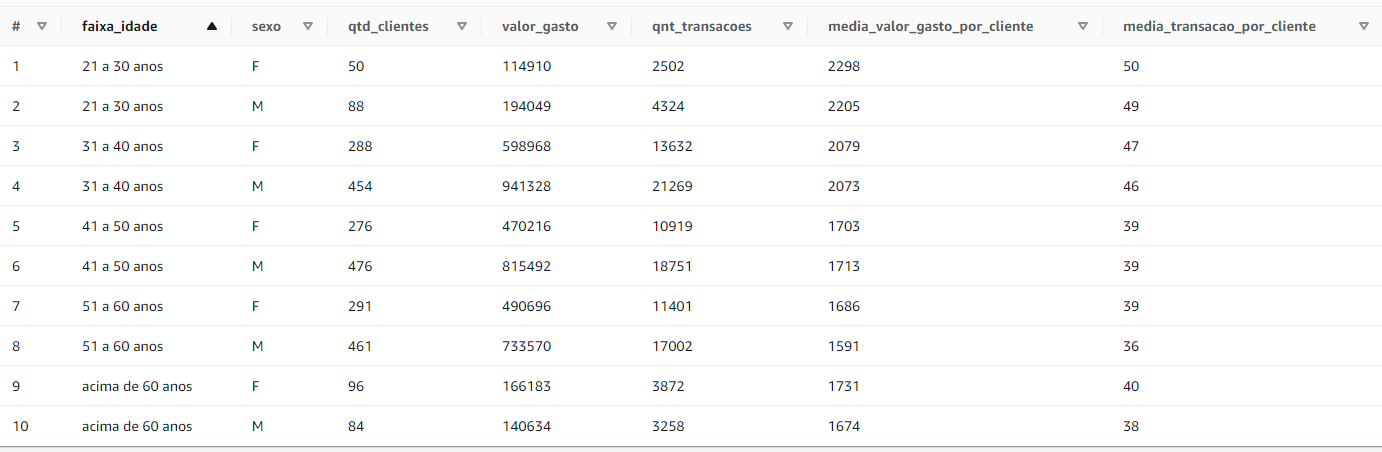 # faixa_idade sexo qtd_clientes valor_gasto qnt_transacoes media_valor_gasto_por_cliente media_transacao_por_cliente
1 21 a 30 anos F 50 114910 2502 2298 50
2 21 a 30 anos M 88 194049 4324 2205 49
3 31 a 40 anos F 288 598968 13632 2079 47
4 31 a 40 anos M 454 941328 21269 2073 46
5 41 a 50 anos F 276 470216 10919 1703 39
6 41 a 50 anos M 476 815492 18751 1713 39
7 51 a 60 anos F 291 490696 11401 1686 39
8 51 a 60 anos M 461 733570 17002 1591 36
9 acima de 60 anos F 96 166183 3872 1731 40
10 acima de 60 anos M 84 140634 3258 1674 38